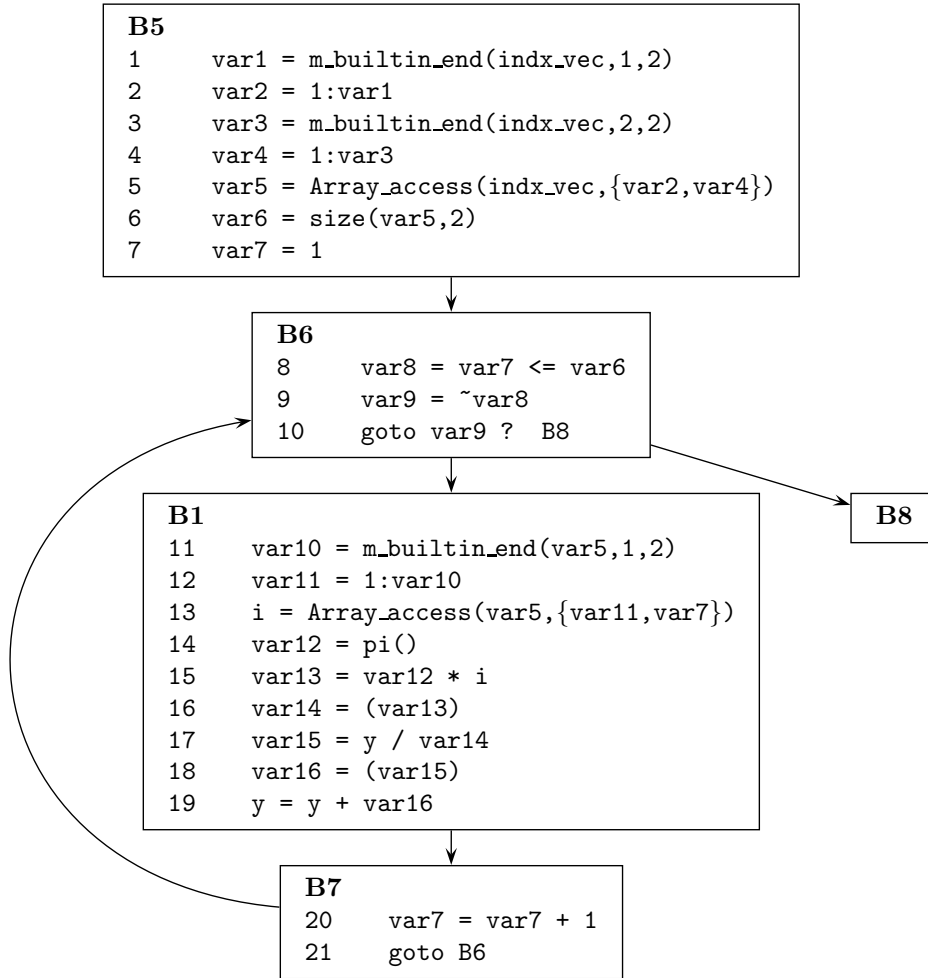 B5
1 var1 = m_builtin_end(indx_vec,1,2)
2 var2 = 1:var1
3 var3 = m_builtin_end(indx_vec,2,2)
4 var4 = 1:var3
5 var5 = Array_access(indx_vec,{var2,var4})
6 var6 = size(var5,2)
7 var7 = 1
B6
8 var8 = var7 <= var6
9 var9 = ~var8
10 goto var9 ? B8
B1
11 var10 = m_builtin_end(var5,1,2)
12 var11 = 1:var10
13 i = Array_access(var5,{var11,var7})
14 var12 = pi()
15 var13 = var12 * i
16 var14 = (var13)
17 var15 = y / var14
18 var16 = (var15)
19 y = y + var16
B8
B7
20 var7 = var7 + 1
21 goto B6